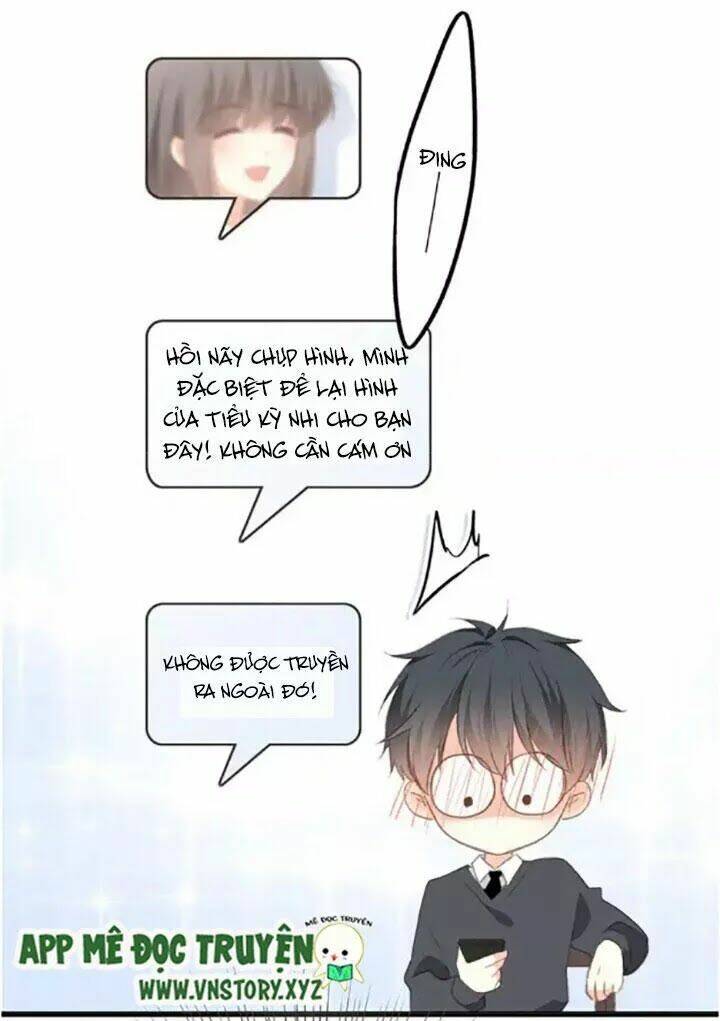 ĐING
HỒI NÃY CHỤP HÌNH, MÌNH
ĐẶC BIỆT ĐỂ LẠI HÌNH
CỦA TIỂU KỲ NHI CHO BẠN
ĐÂY! KHÔNG CẦN CÁM ƠN
KHÔNG ĐƯỢC TRUYỀN
RA NGOÀI ĐÓ!
MÊ ĐỌC TRUYỆN
APP MÊ ĐỌC TRUYỆN
WWW.VNSTORY.XYZ